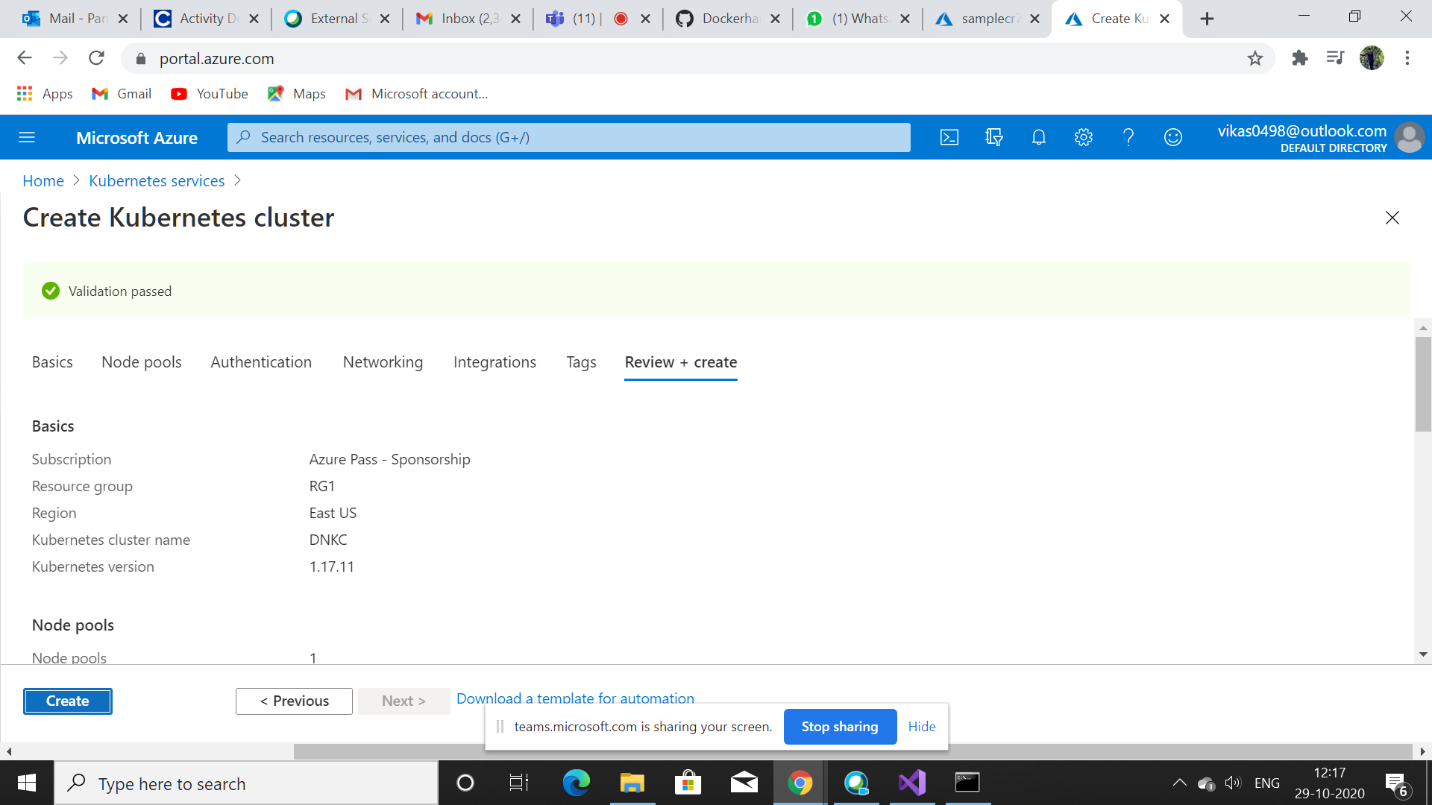 Mail - Pan
Activity De
External S
Inbox (2,3
(11) |
Dockerha
(1) Whats
samplecr7
Create Ku
portal.azure.com
Apps
Gmail
YouTube
Maps
Microsoft account...
Microsoft Azure
Search resources, services, and docs (G+/)
vikas0498@outlook.com
DEFAULT DIRECTORY
Home > Kubernetes services >
Create Kubernetes cluster
Validation passed
Basics Node pools Authentication Networking Integrations Tags Review + create
Basics
Subscription Azure Pass - Sponsorship
Resource group RG1
Region East US
Kubernetes cluster name DNKC
Kubernetes version 1.17.11
Node pools
Node pools 1
Create < Previous Next > Download a template for automation
teams.microsoft.com is sharing your screen. Stop sharing Hide
Type here to search
ENG
12:17
29-10-2020
6